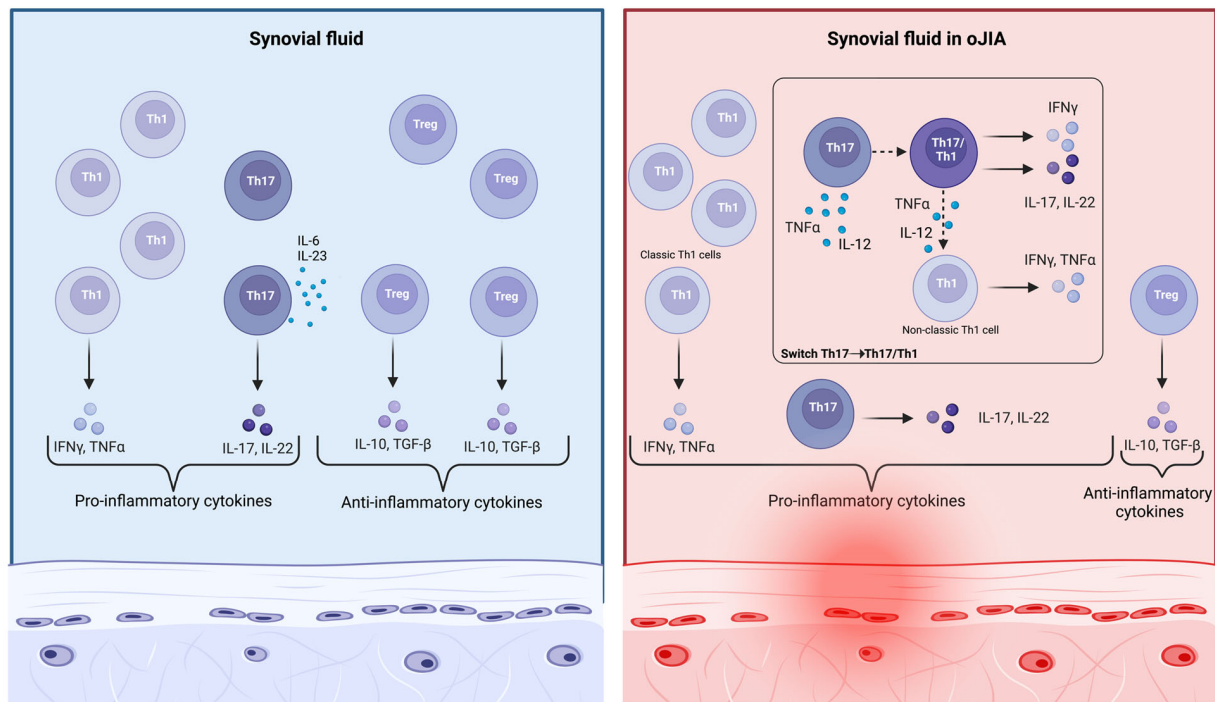 Synovial fluid
Th1
Treg
Th1
Th17
Treg
Th1
IL-6
IL-23
Th1
Th17
Treg
Treg
IFNγ, TNFα
IL-17, IL-22
IL-10, TGF-β
IL-10, TGF-β
Pro-inflammatory cytokines
Anti-inflammatory cytokines
Synovial fluid in oJIA
Th1
Th1
Th1
Classic Th1 cells
Th1
IFNγ, TNFα
Th17
Th17/
Th1
IFNγ
IL-17, IL-22
TNFα
IL-12
TNFα
IL-12
Th1
IFNγ, TNFα
Non-classic Th1 cell
Switch Th17→Th17/Th1
Th17
IL-17, IL-22
Treg
IL-10, TGF-β
Pro-inflammatory cytokines
Anti-inflammatory
cytokines